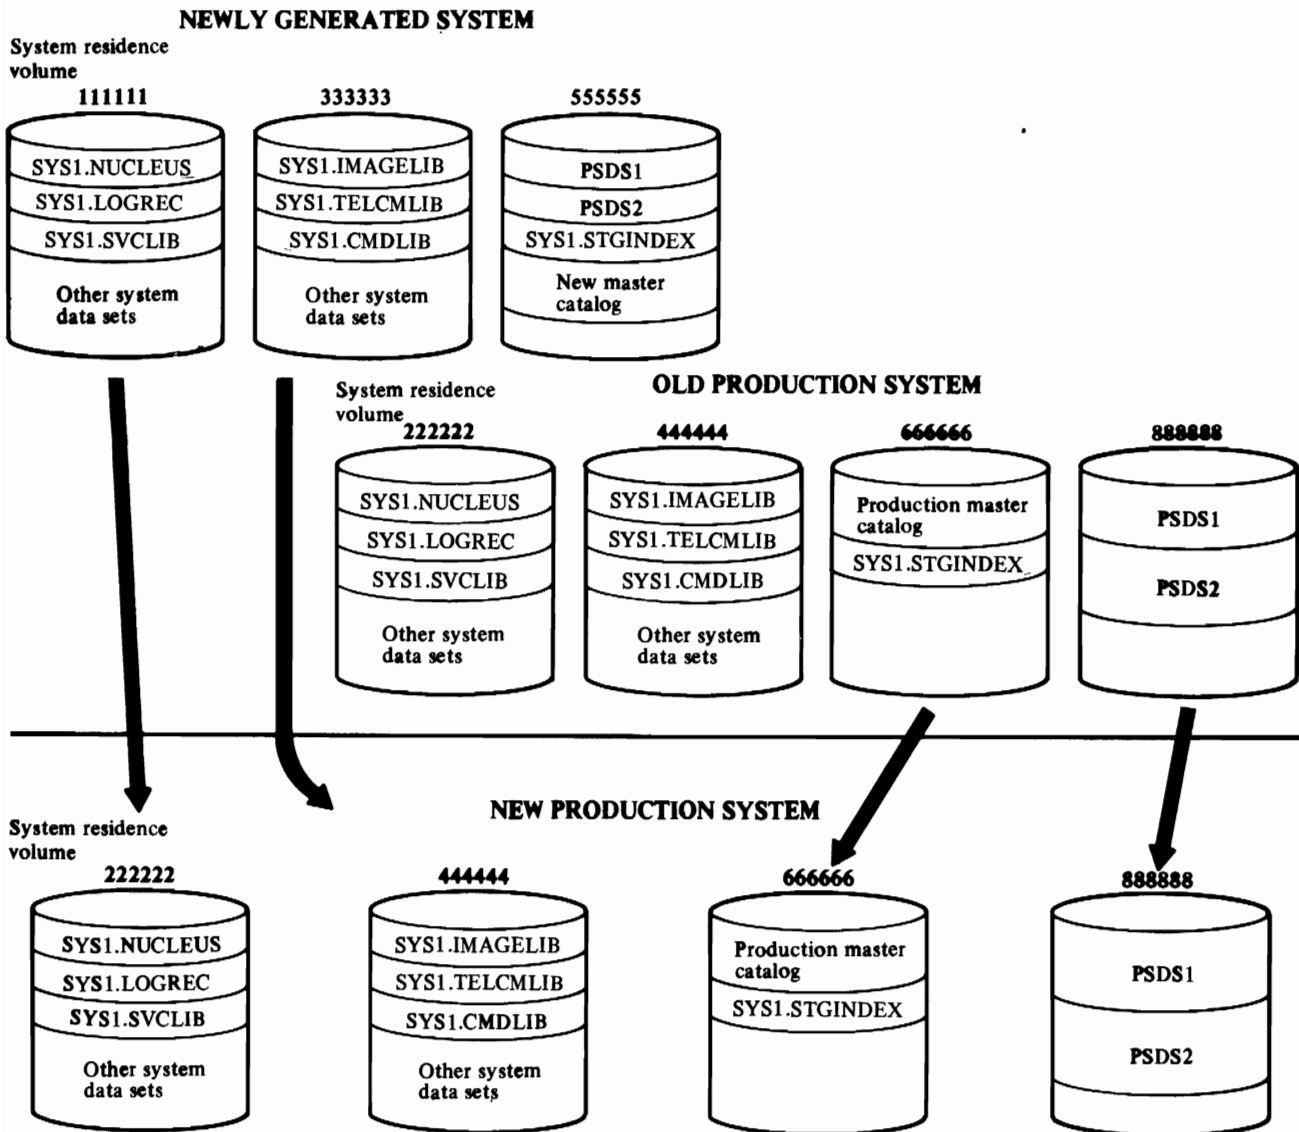 NEWLY GENERATED SYSTEM
System residence
volume
111111
SYS1.NUCLEUS
SYS1.LOGREC
SYS1.SVCLIB
Other system
data sets
333333
SYS1.IMAGELIB
SYS1.TELCMLIB
SYS1.CMDLIB
Other system
data sets
555555
PSDS1
PSDS2
SYS1.STGINDEX
New master
catalog
OLD PRODUCTION SYSTEM
System residence
volume
222222
SYS1.NUCLEUS
SYS1.LOGREC
SYS1.SVCLIB
Other system
data sets
444444
SYS1.IMAGELIB
SYS1.TELCMLIB
SYS1.CMDLIB
Other system
data sets
666666
Production master
catalog
SYS1.STGINDEX
888888
PSDS1
PSDS2
NEW PRODUCTION SYSTEM
System residence
volume
222222
SYS1.NUCLEUS
SYS1.LOGREC
SYS1.SVCLIB
Other system
data sets
444444
SYS1.IMAGELIB
SYS1.TELCMLIB
SYS1.CMDLIB
Other system
data sets
666666
Production master
catalog
SYS1.STGINDEX
888888
PSDS1
PSDS2